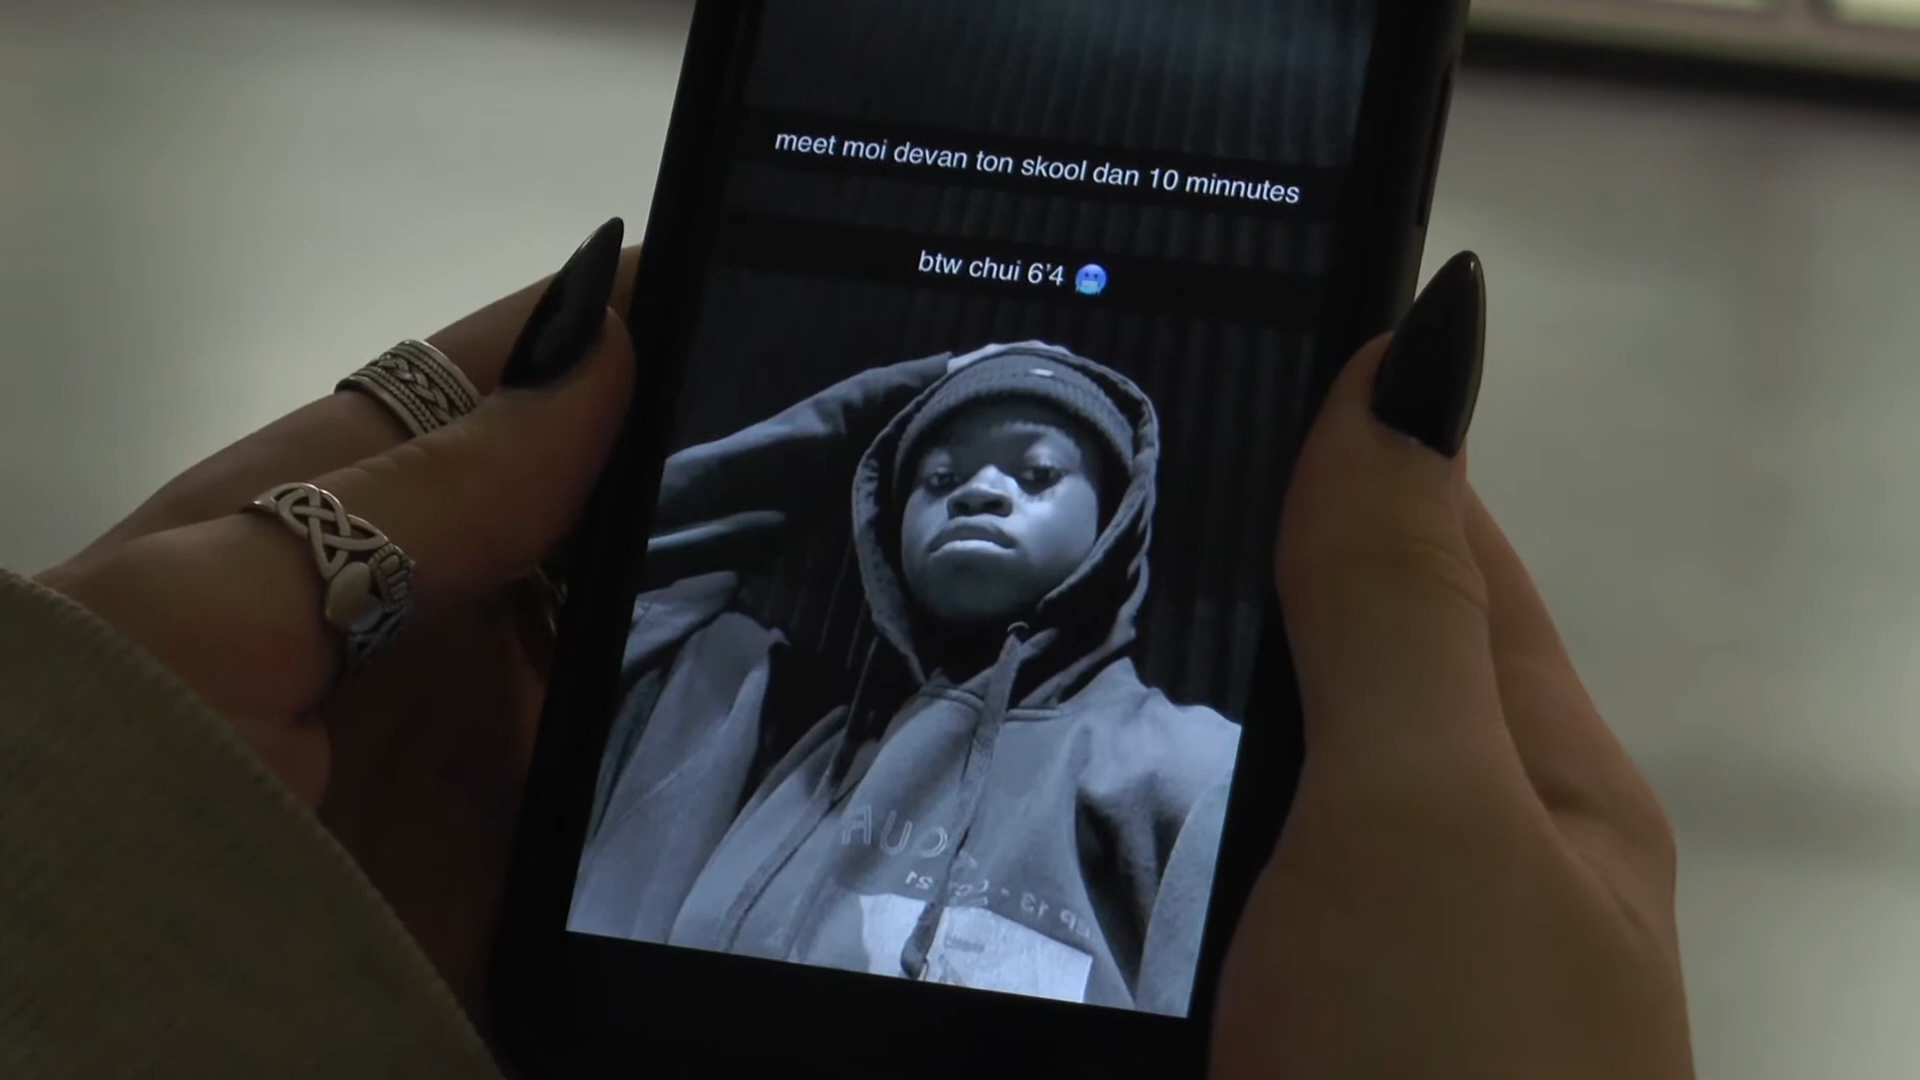 meet moi devan ton skool dan 10 minnutes
btw chui 6'4 🥶